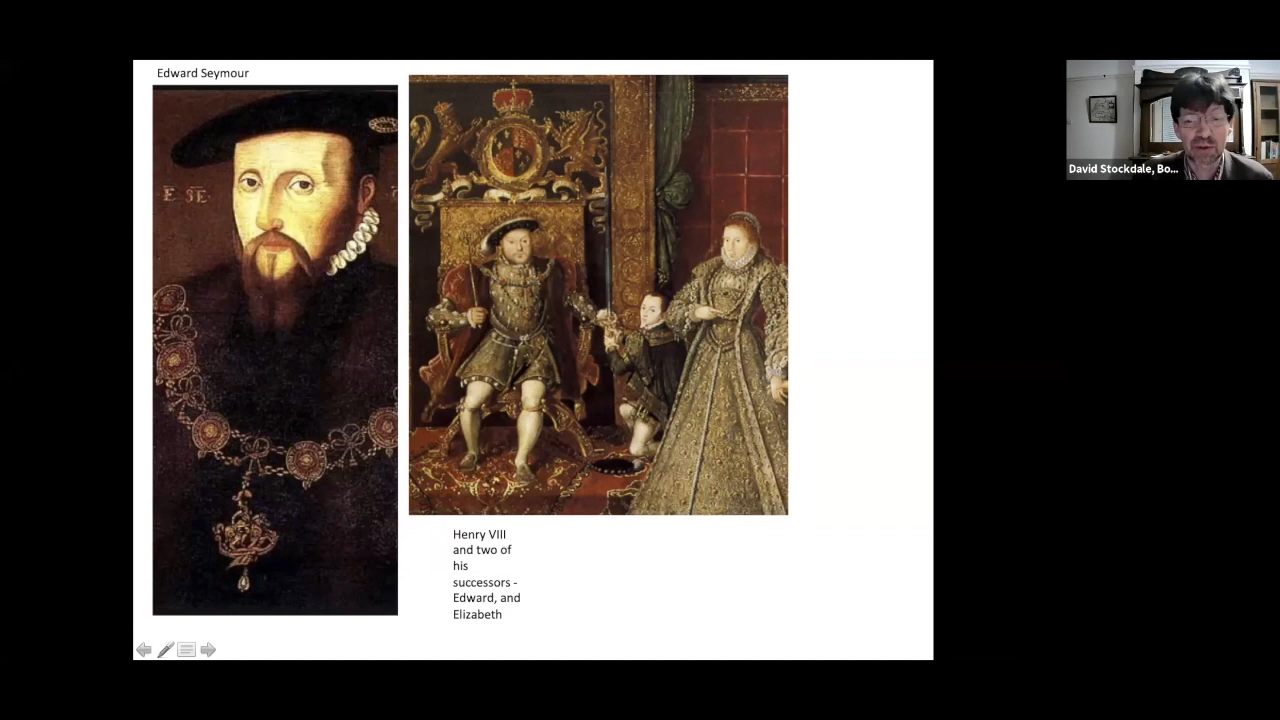 Edward Seymour
E SE
Henry VIII
and two of
his
successors -
Edward, and
Elizabeth
David Stockdale, Bo...